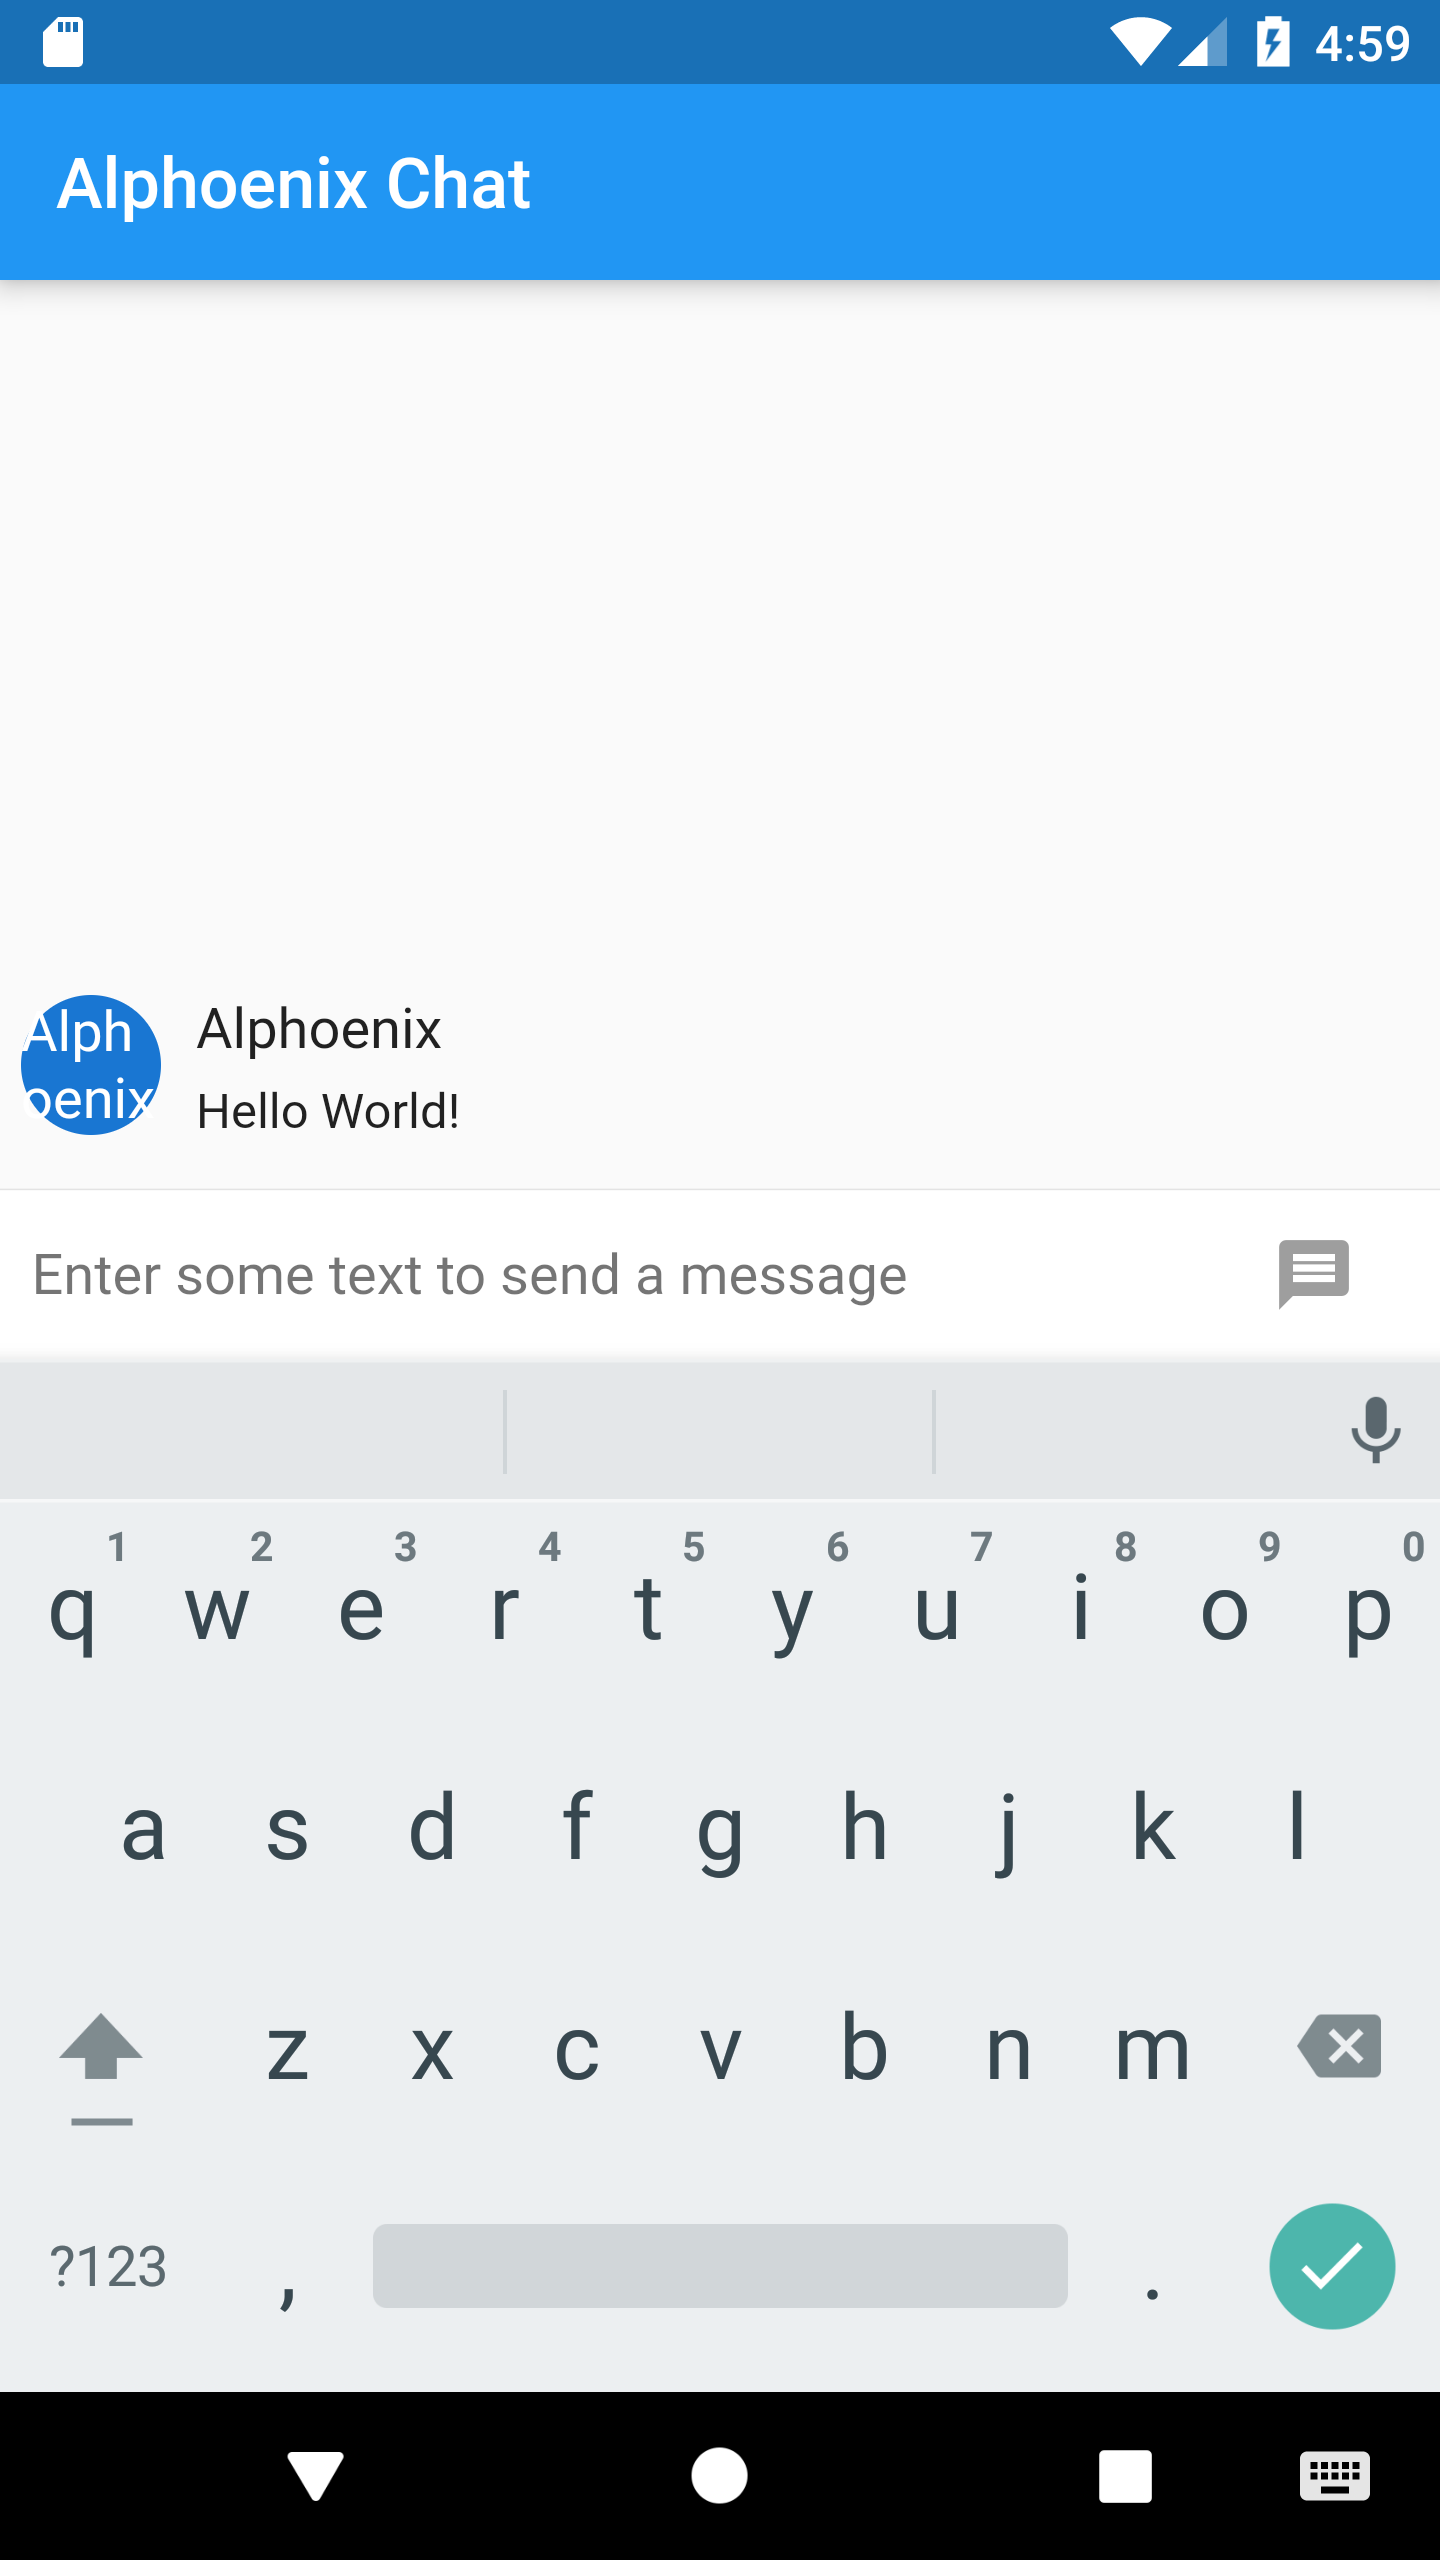 4:59
Alphoenix Chat
Alph
oenix
Alphoenix
Hello World!
Enter some text to send a message
1 2 3 4 5 6 7 8 9 0
q w e r t y u i o p
a s d f g h j k l
z x c v b n m
?123 , .